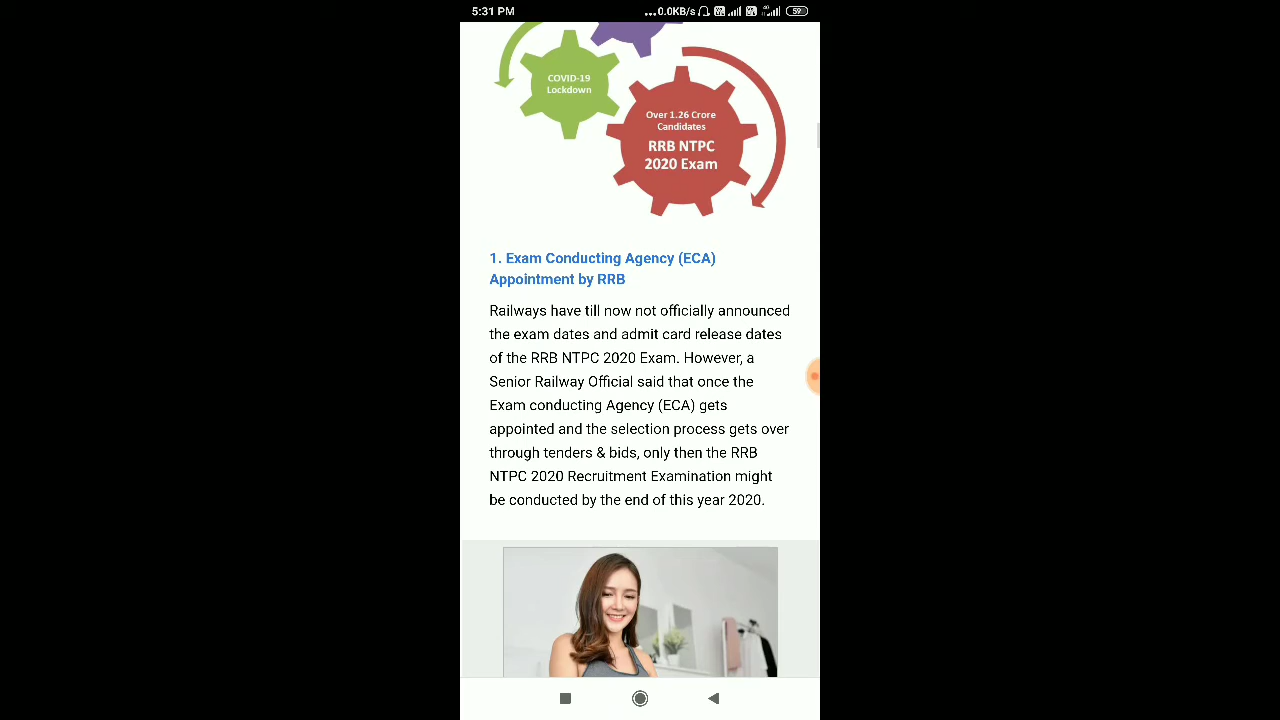 5:31 PM
...0.0KB/s
59
COVID-19
Lockdown
Over 1.26 Crore
Candidates
RRB NTPC
2020 Exam
1. Exam Conducting Agency (ECA)
Appointment by RRB
Railways have till now not officially announced
the exam dates and admit card release dates
of the RRB NTPC 2020 Exam. However, a
Senior Railway Official said that once the
Exam conducting Agency (ECA) gets
appointed and the selection process gets over
through tenders & bids, only then the RRB
NTPC 2020 Recruitment Examination might
be conducted by the end of this year 2020.